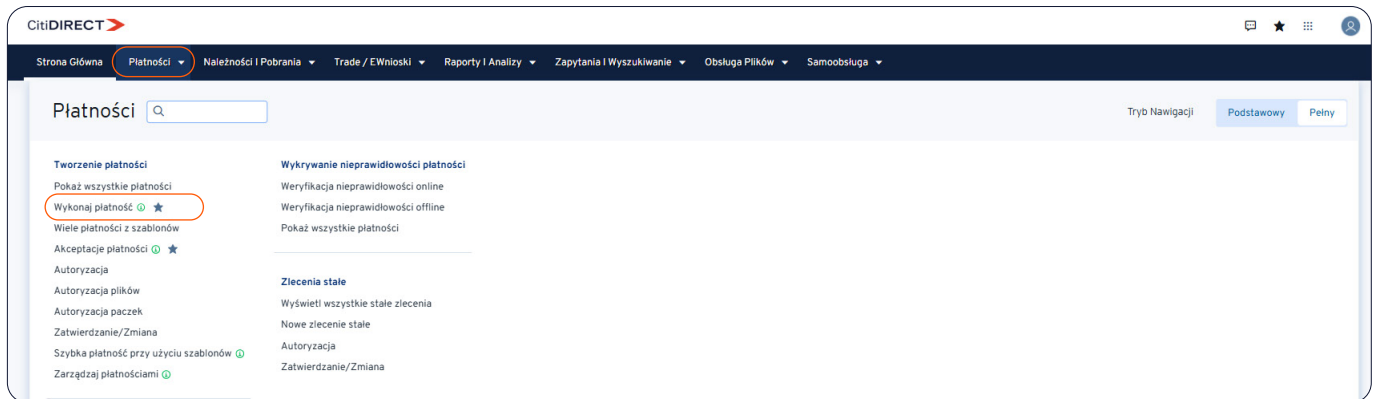 CitiDIRECT
Strona Główna Płatności Należności I Pobrania Trade / EWnioski Raporty I Analizy Zapytania I Wyszukiwanie Obsługa Plików Samoobsługa
Płatności
Tryb Nawigacji Podstawowy Pełny
Tworzenie płatności
Pokaż wszystkie płatności
Wykonaj płatność
Wiele płatności z szablonów
Akceptacje płatności
Autoryzacja
Autoryzacja plików
Autoryzacja paczek
Zatwierdzanie/Zmiana
Szybka płatność przy użyciu szablonów
Zarządzaj płatnościami
Wykrywanie nieprawidłowości płatności
Weryfikacja nieprawidłowości online
Weryfikacja nieprawidłowości offline
Pokaż wszystkie płatności
Zlecenia stałe
Wyświetl wszystkie stałe zlecenia
Nowe zlecenie stałe
Autoryzacja
Zatwierdzanie/Zmiana